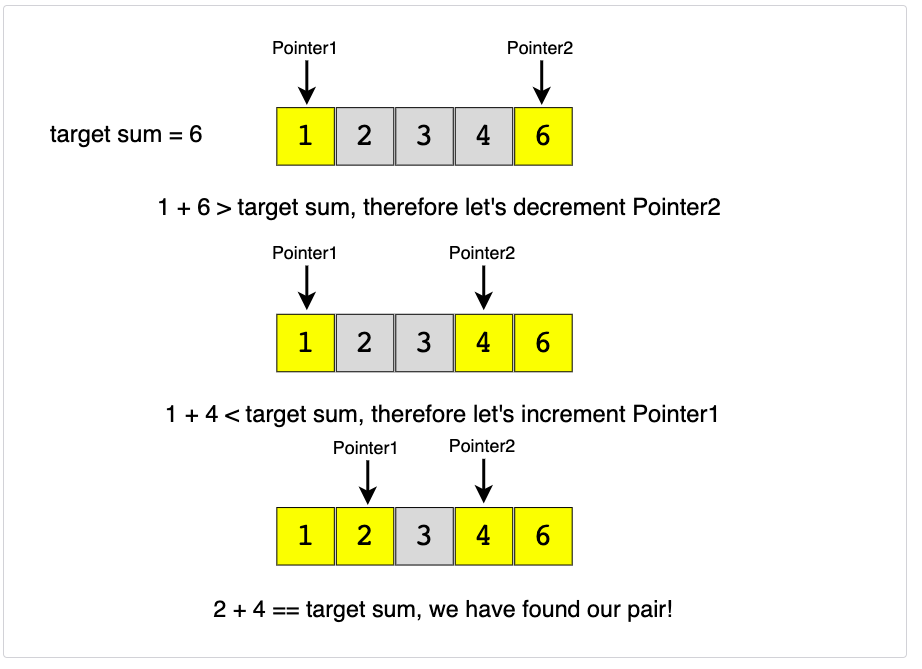 Pointer1 Pointer2
target sum = 6
1 2 3 4 6
1 + 6 > target sum, therefore let's decrement Pointer2
Pointer1 Pointer2
1 2 3 4 6
1 + 4 < target sum, therefore let's increment Pointer1
Pointer1 Pointer2
1 2 3 4 6
2 + 4 == target sum, we have found our pair!